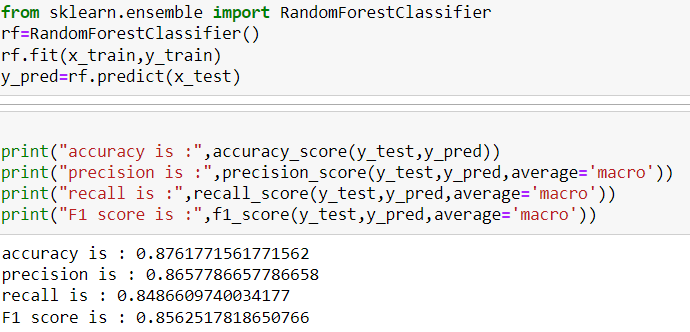 from sklearn.ensemble import RandomForestClassifier
rf=RandomForestClassifier()
rf.fit(x_train,y_train)
y_pred=rf.predict(x_test)
print("accuracy is :",accuracy_score(y_test,y_pred))
print("precision is :",precision_score(y_test,y_pred,average='macro'))
print("recall is :",recall_score(y_test,y_pred,average='macro'))
print("F1 score is :",f1_score(y_test,y_pred,average='macro'))
accuracy is : 0.8761771561771562
precision is : 0.8657786657786658
recall is : 0.8486609740034177
F1 score is : 0.8562517818650766